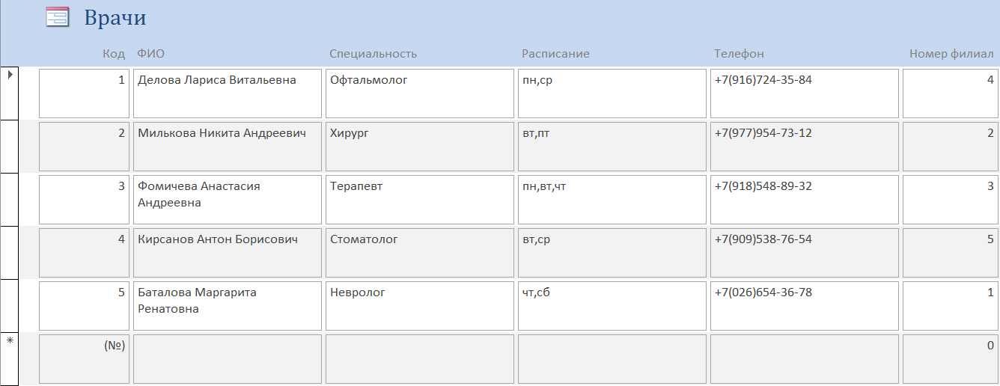 Врачи
Код ФИО Специальность Расписание Телефон Номер филиал
1 Делова Лариса Витальевна Офтальмолог пн,ср +7(916)724-35-84 4
2 Милькова Никита Андреевич Хирург вт,пт +7(977)954-73-12 2
3 Фомичева Анастасия Терапевт пн,вт,чт +7(918)548-89-32 3
Андреевна
4 Кирсанов Антон Борисович Стоматолог вт,ср +7(909)538-76-54 5
5 Баталова Маргарита Невролог чт,сб +7(026)654-36-78 1
Ренатовна
(№) 0